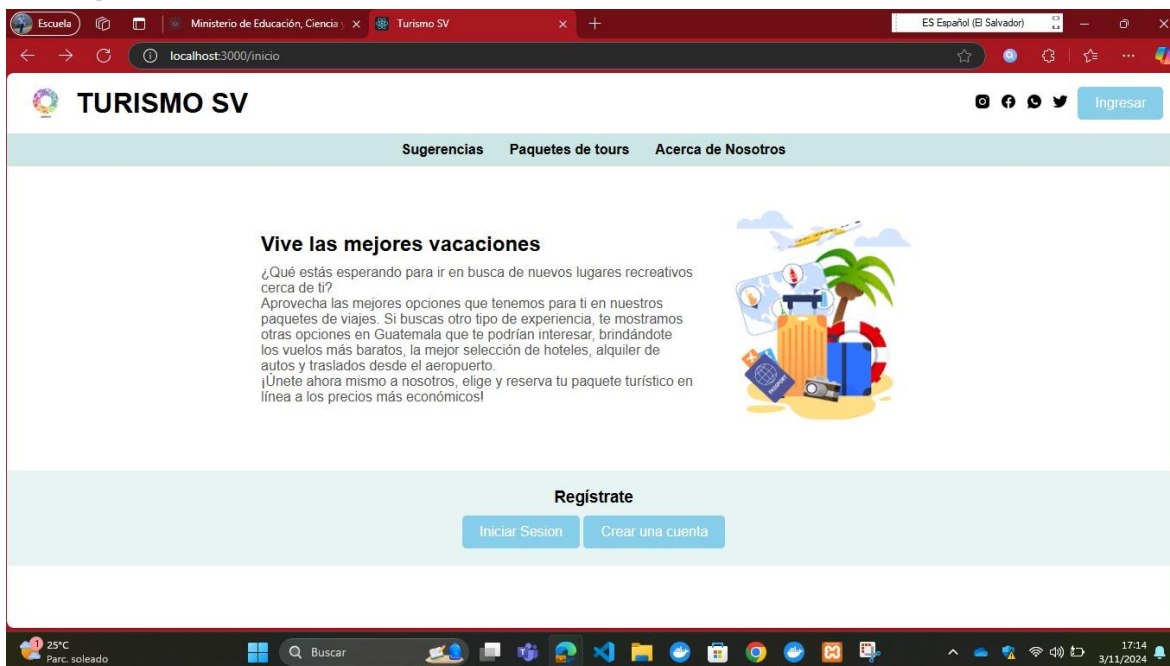 Escuela
Ministerio de Educación, Ciencia y
Turismo SV
ES Español (El Salvador)
localhost:3000/inicio
TURISMO SV
Ingresar
Sugerencias Paquetes de tours Acerca de Nosotros
Vive las mejores vacaciones
¿Qué estás esperando para ir en busca de nuevos lugares recreativos
cerca de ti?
Aprovecha las mejores opciones que tenemos para ti en nuestros
paquetes de viajes. Si buscas otro tipo de experiencia, te mostramos
otras opciones en Guatemala que te podrían interesar, brindándote
los vuelos más baratos, la mejor selección de hoteles, alquiler de
autos y traslados desde el aeropuerto.
¡Únete ahora mismo a nosotros, elige y reserva tu paquete turístico en
línea a los precios más económicos!
PASSPORT
Regístrate
Iniciar Sesion Crear una cuenta
1
25°C
Parc. soleado
Buscar
17:14
3/11/2024